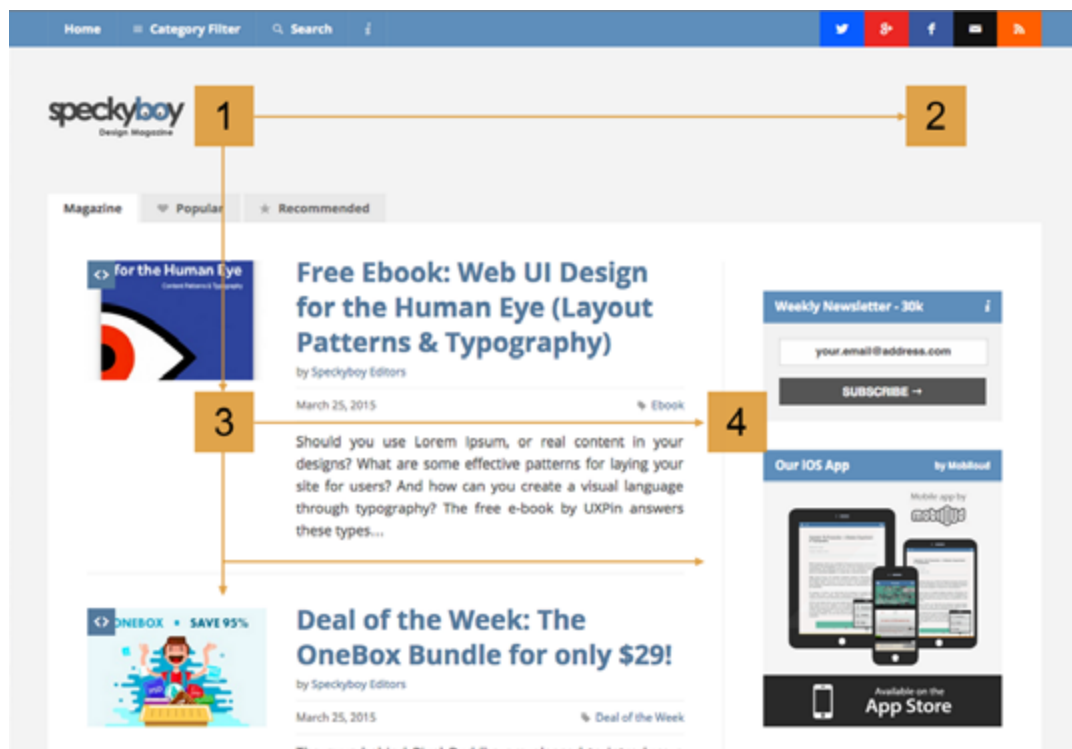 Home Category Filter Search i
speckyboy
Design Magazine
1
2
Magazine Popular Recommended
for the Human Eye
Content Patterns & Typography
Free Ebook: Web UI Design
for the Human Eye (Layout
Patterns & Typography)
by Speckyboy Editors
March 25, 2015 Ebook
3
4
Should you use Lorem Ipsum, or real content in your
designs? What are some effective patterns for laying your
site for users? And how can you create a visual language
through typography? The free e-book by UXPin answers
these types...
Weekly Newsletter - 30k i
your.email@address.com
SUBSCRIBE →
Our IOS App by Mobiloud
Mobile app by
Available on the
App Store
ONEBOX • SAVE 95%
Deal of the Week: The
OneBox Bundle for only $29!
by Speckyboy Editors
March 25, 2015 Deal of the Week